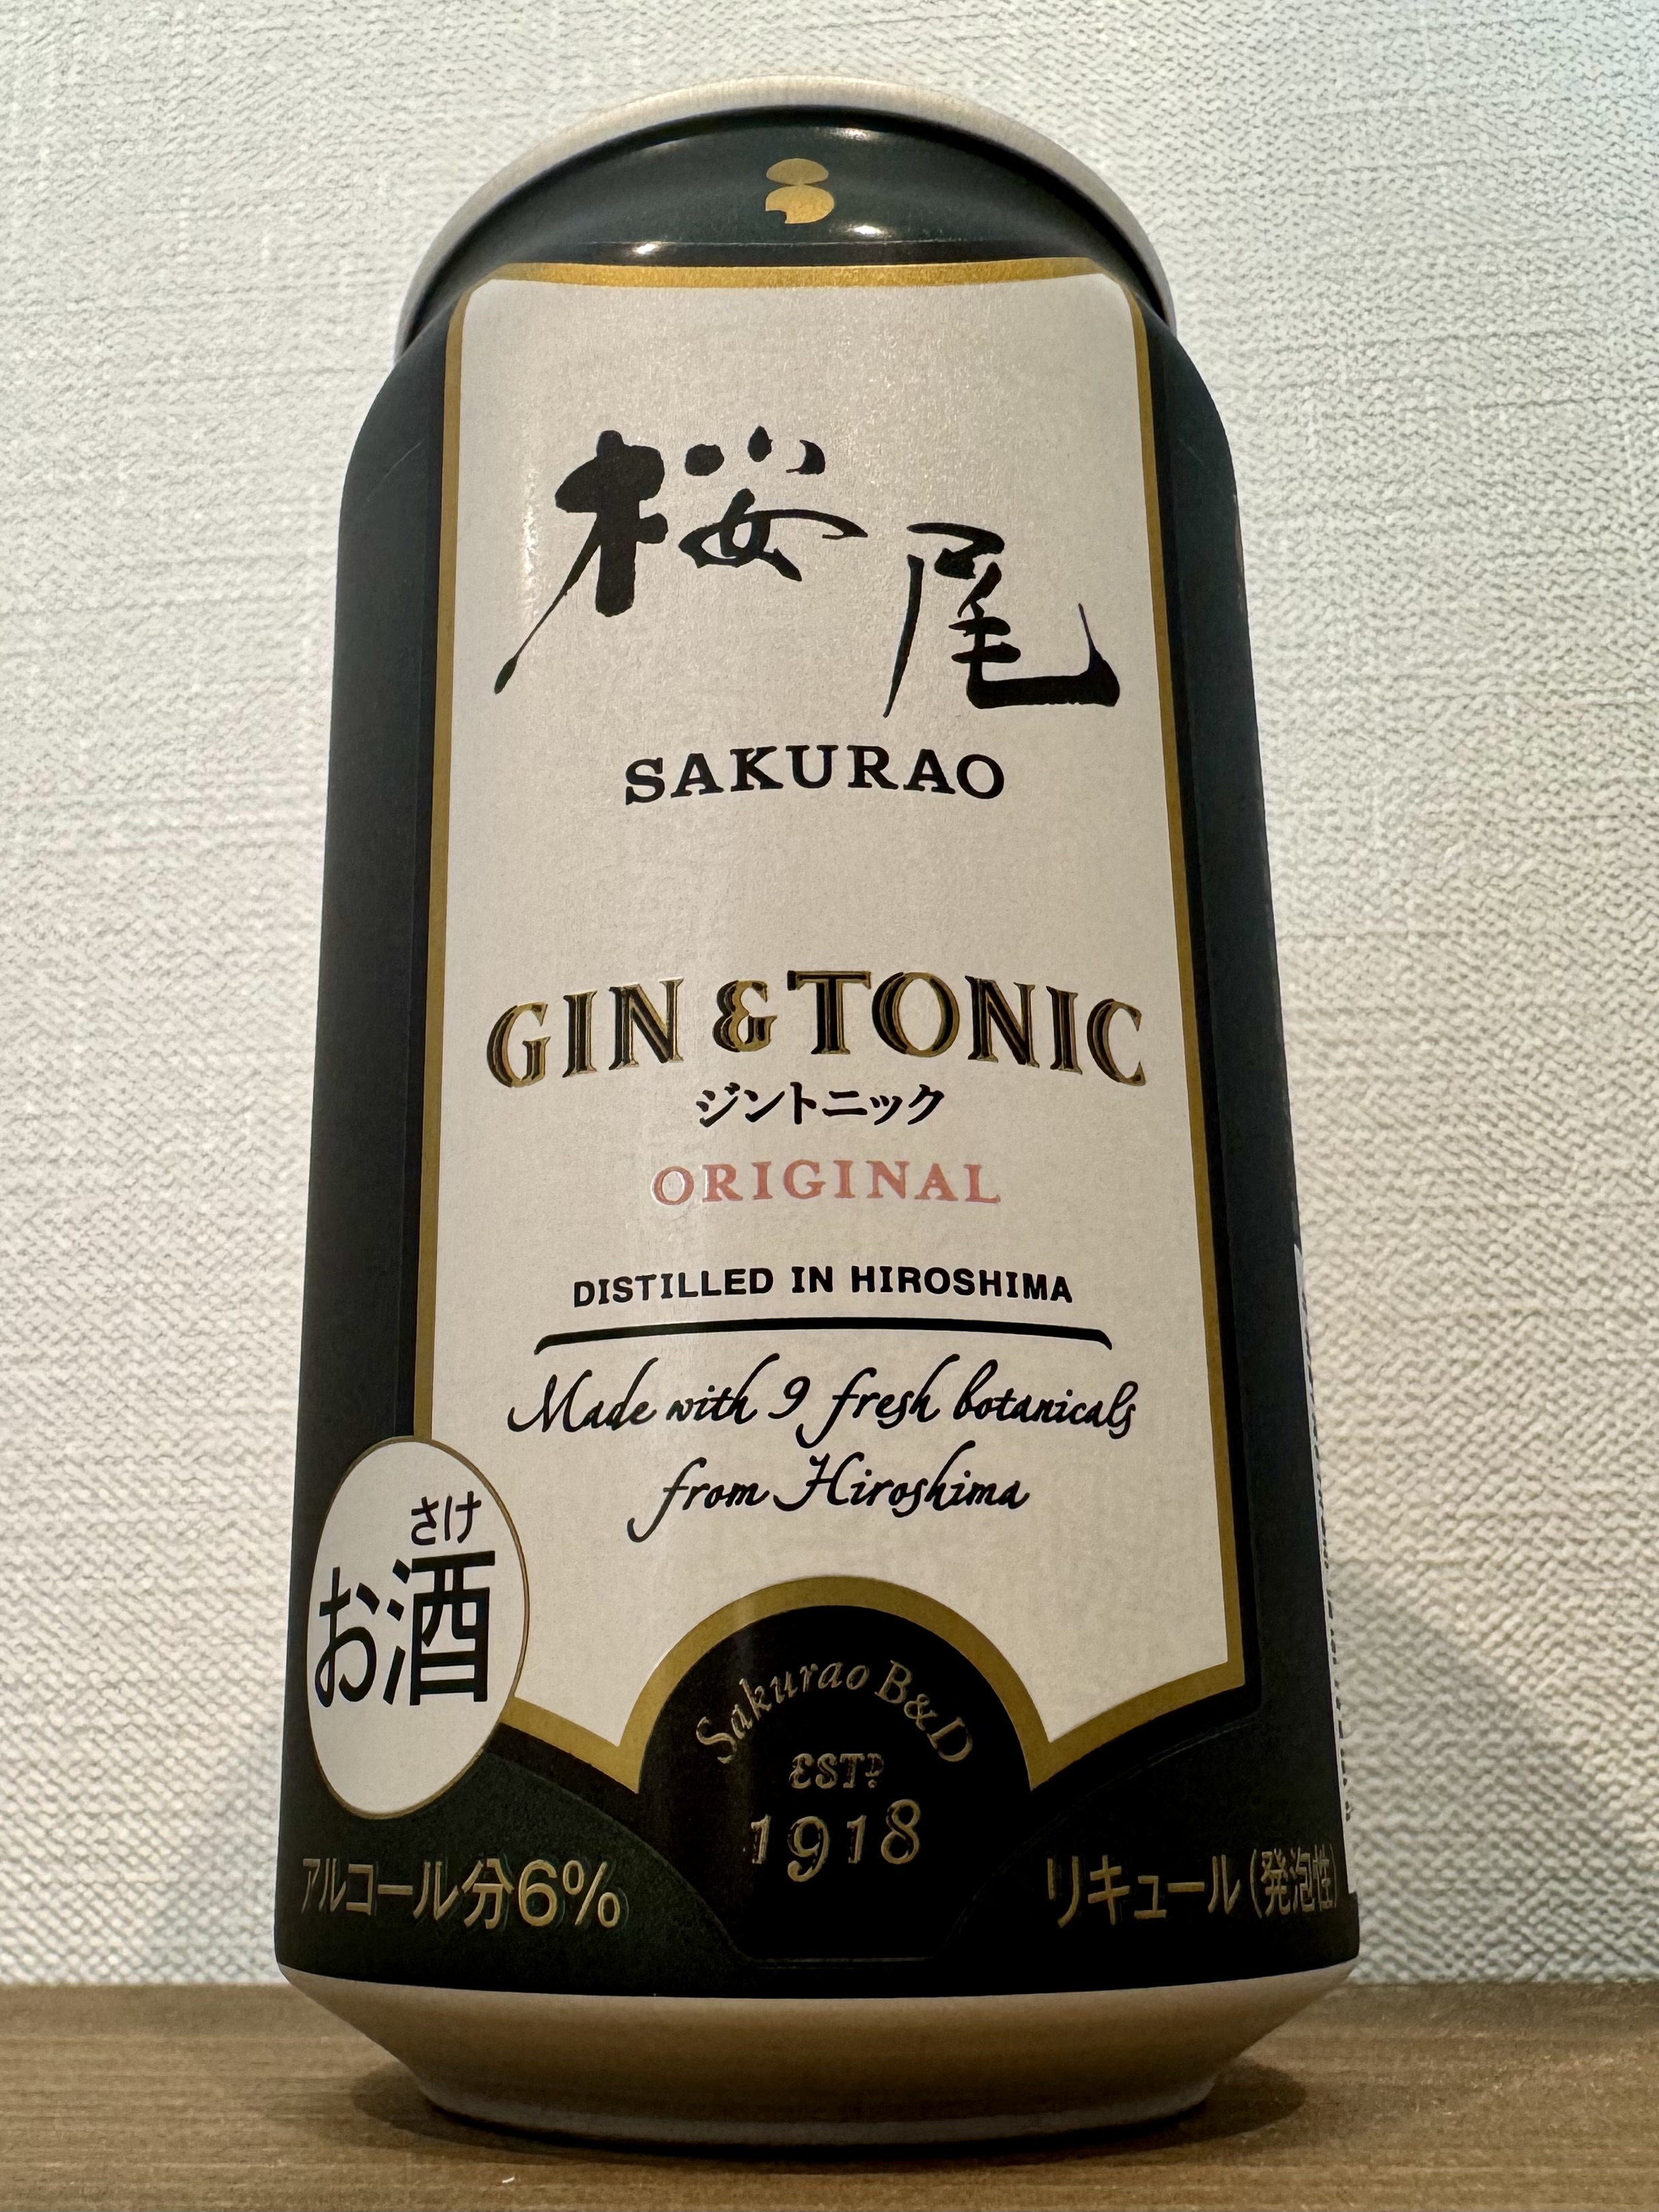 桜尾
SAKURAO
GIN & TONIC
ジントニック
ORIGINAL
DISTILLED IN HIROSHIMA
Made with 9 fresh botanicals
from Hiroshima
さけ
お酒
Sakurao B&D
ESTD
1918
アルコール分6%
リキュール(発泡性)